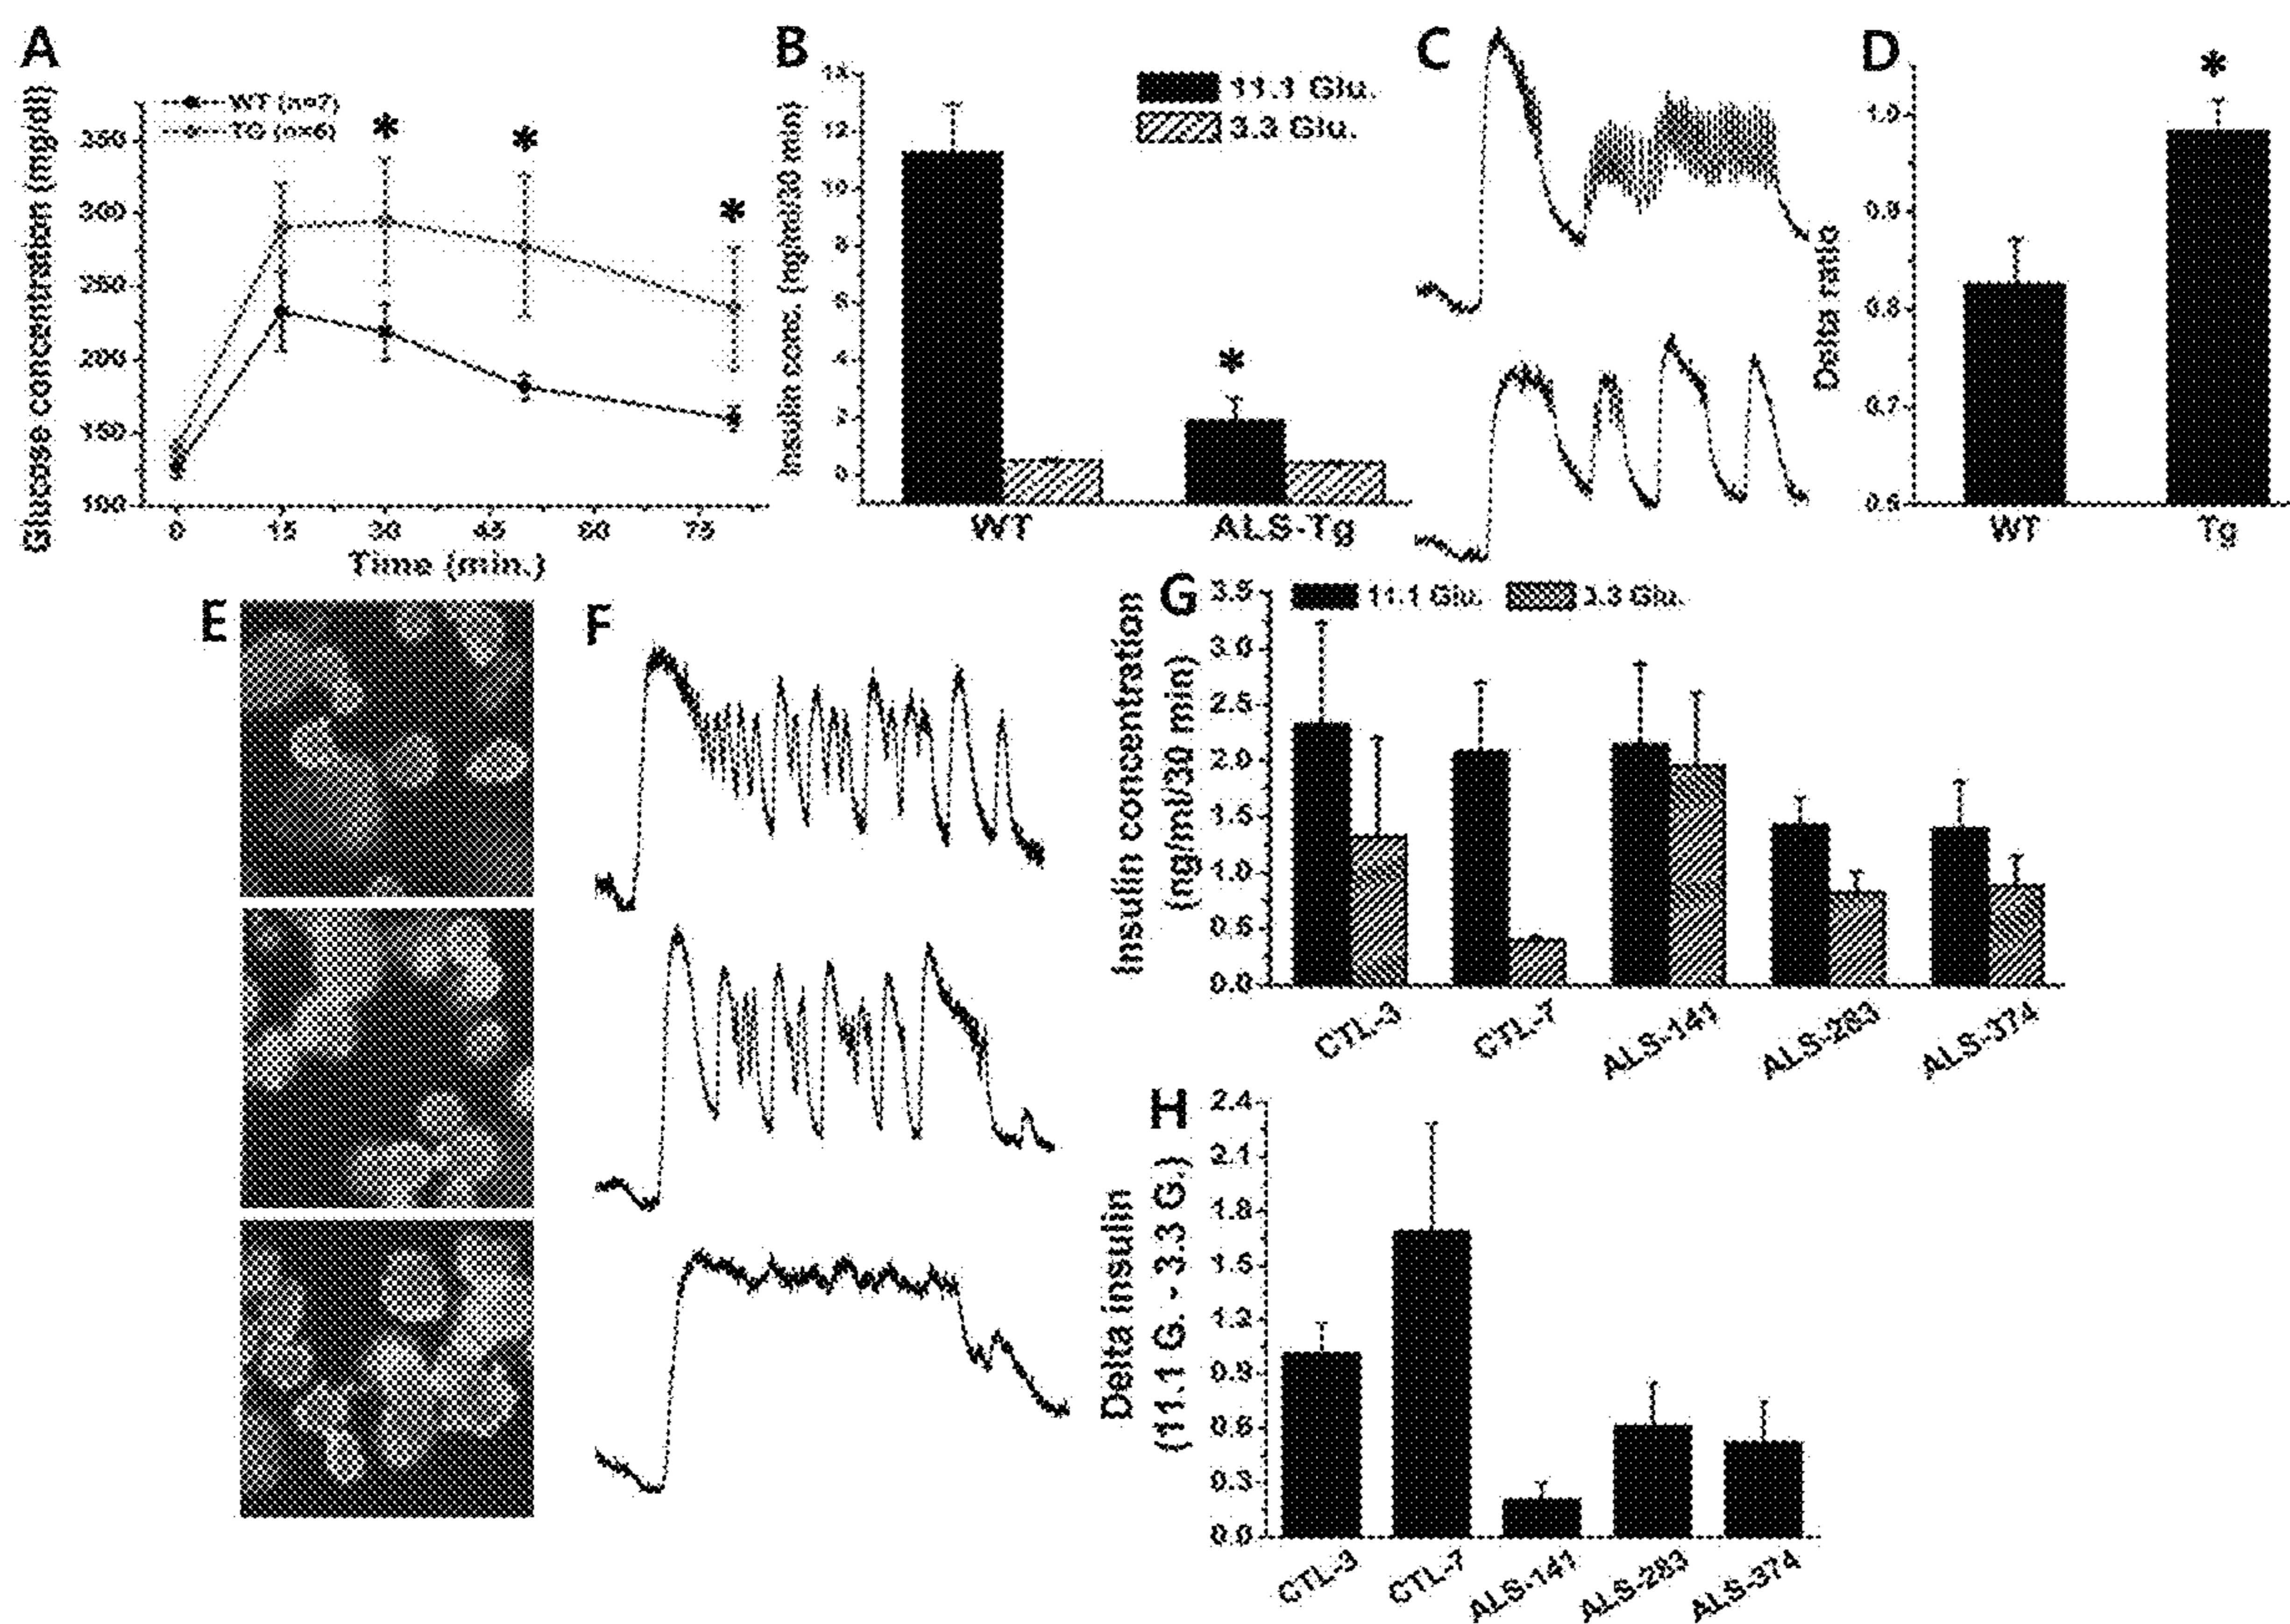 A
Glucose concentration (mg/dl)
WT (n=7)
TG (n=6)
* * *
350
300
250
200
150
100
0 15 30 45 60 75
Time (min.)
B
Insulin conc. (ng/ml/30 min)
11.1 Glu.
3.3 Glu.
*
12
10
8
6
4
2
0
WT ALS-Tg
C
D
Delta ratio
*
1.0
0.9
0.8
0.7
WT Tg
E
F
G
Insulin concentration
(ng/ml/30 min)
11.1 Glu. 3.3 Glu.
3.5
3.0
2.5
2.0
1.5
1.0
0.5
0.0
CTL-3 CTL-7 ALS-141 ALS-283 ALS-374
H
Delta insulin
(11.1 G. - 3.3 G.)
2.4
2.1
1.8
1.5
1.2
0.9
0.6
0.3
0.0
CTL-3 CTL-7 ALS-141 ALS-283 ALS-374